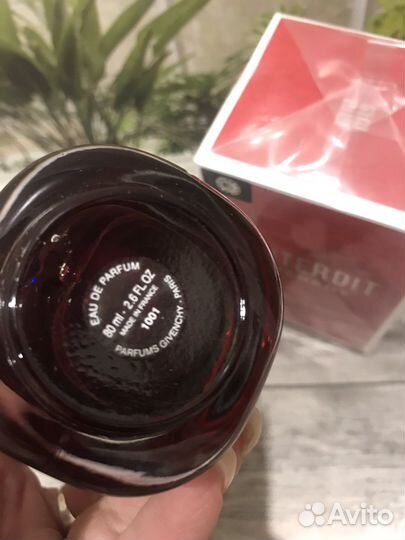 EAU DE PARFUM
80 ml - 2.6 FL.OZ
MADE IN FRANCE
1001
PARFUMS GIVENCHY - PARIS
TERDIT
Avito